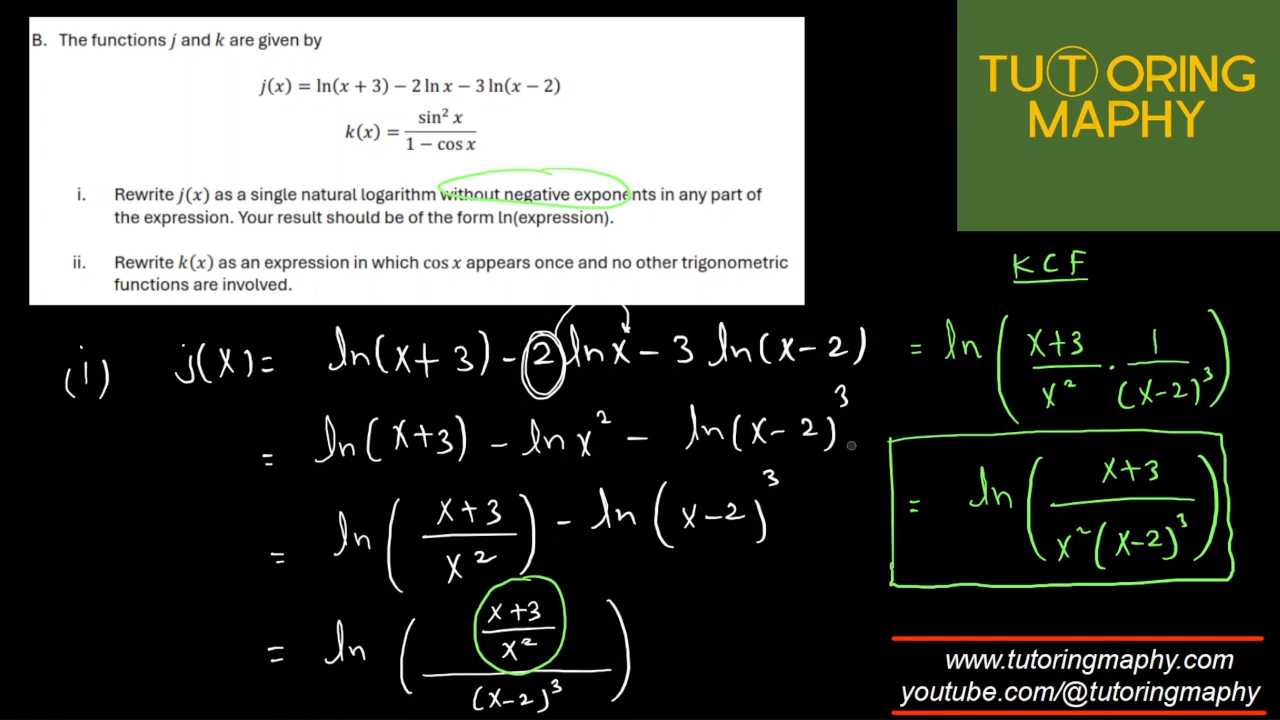 B. The functions j and k are given by
j(x) = ln(x + 3) − 2 ln x − 3 ln(x − 2)
k(x) = sin² x / (1 − cos x)
i. Rewrite j(x) as a single natural logarithm without negative exponents in any part of
the expression. Your result should be of the form ln(expression).
ii. Rewrite k(x) as an expression in which cos x appears once and no other trigonometric
functions are involved.
TUTORING
MAPHY
(i) j(x) = ln(x+3) − 2 ln x − 3 ln(x−2)
= ln(x+3) − ln x² − ln(x−2)³
= ln((x+3)/x²) − ln(x−2)³
= ln(((x+3)/x²)/(x−2)³)
KCF
= ln((x+3)/x² · 1/(x−2)³)
= ln((x+3)/(x²(x−2)³))
www.tutoringmaphy.com
youtube.com/@tutoringmaphy